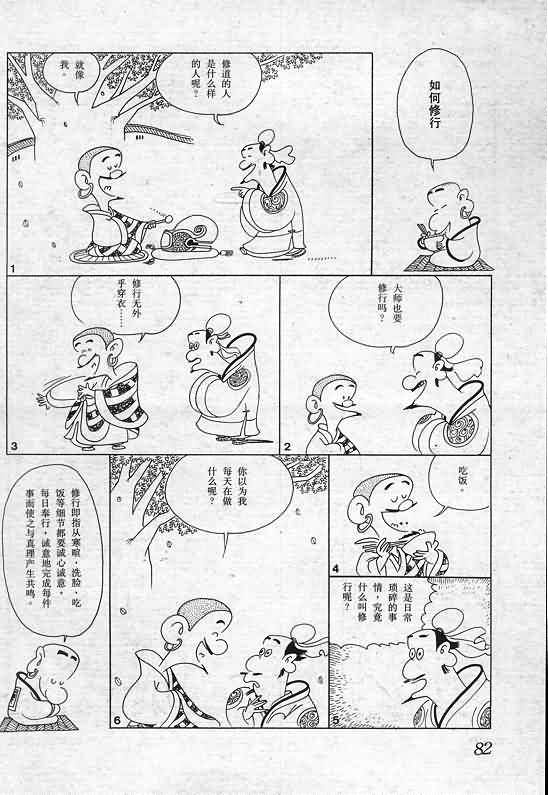 如何修行
修道的人
是什么样
的人呢？
就像
我。
1
大师也要
修行吗？
2
修行无外
乎穿衣……
3
吃饭。
4
这是日常
琐碎的事
情，究竟
什么叫修
行呢？
5
你以为我
每天在做
什么呢？
6
修行即指从寒暄，洗脸、吃
饭等细节都要诚心诚意，
每日奉行，诚意地完成每件
事而使之与真理产生共鸣。
82